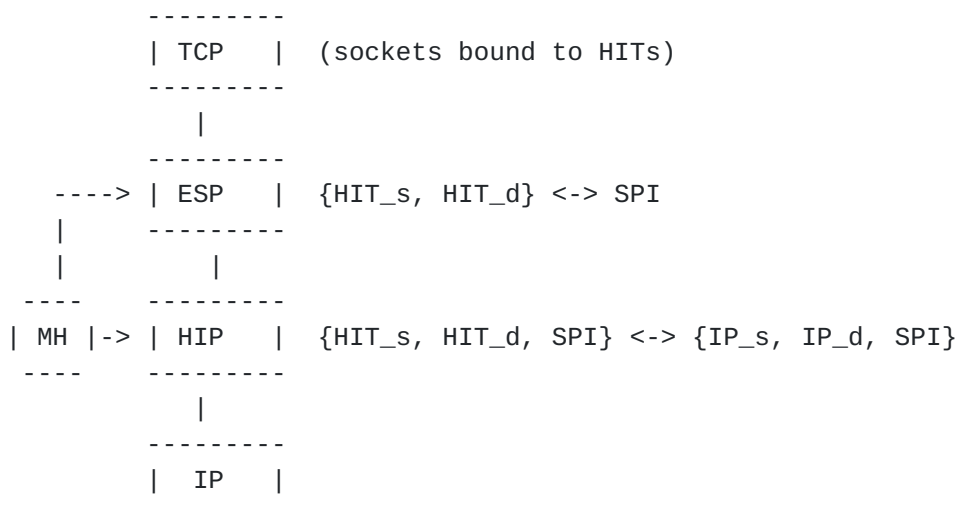 ---------
| TCP   |  (sockets bound to HITs)
---------
|
---------
----> | ESP   |  {HIT_s, HIT_d} <-> SPI
|     ---------
|         |
----    ---------
| MH |-> | HIP   |  {HIT_s, HIT_d, SPI} <-> {IP_s, IP_d, SPI}
----    ---------
|
---------
|  IP   |